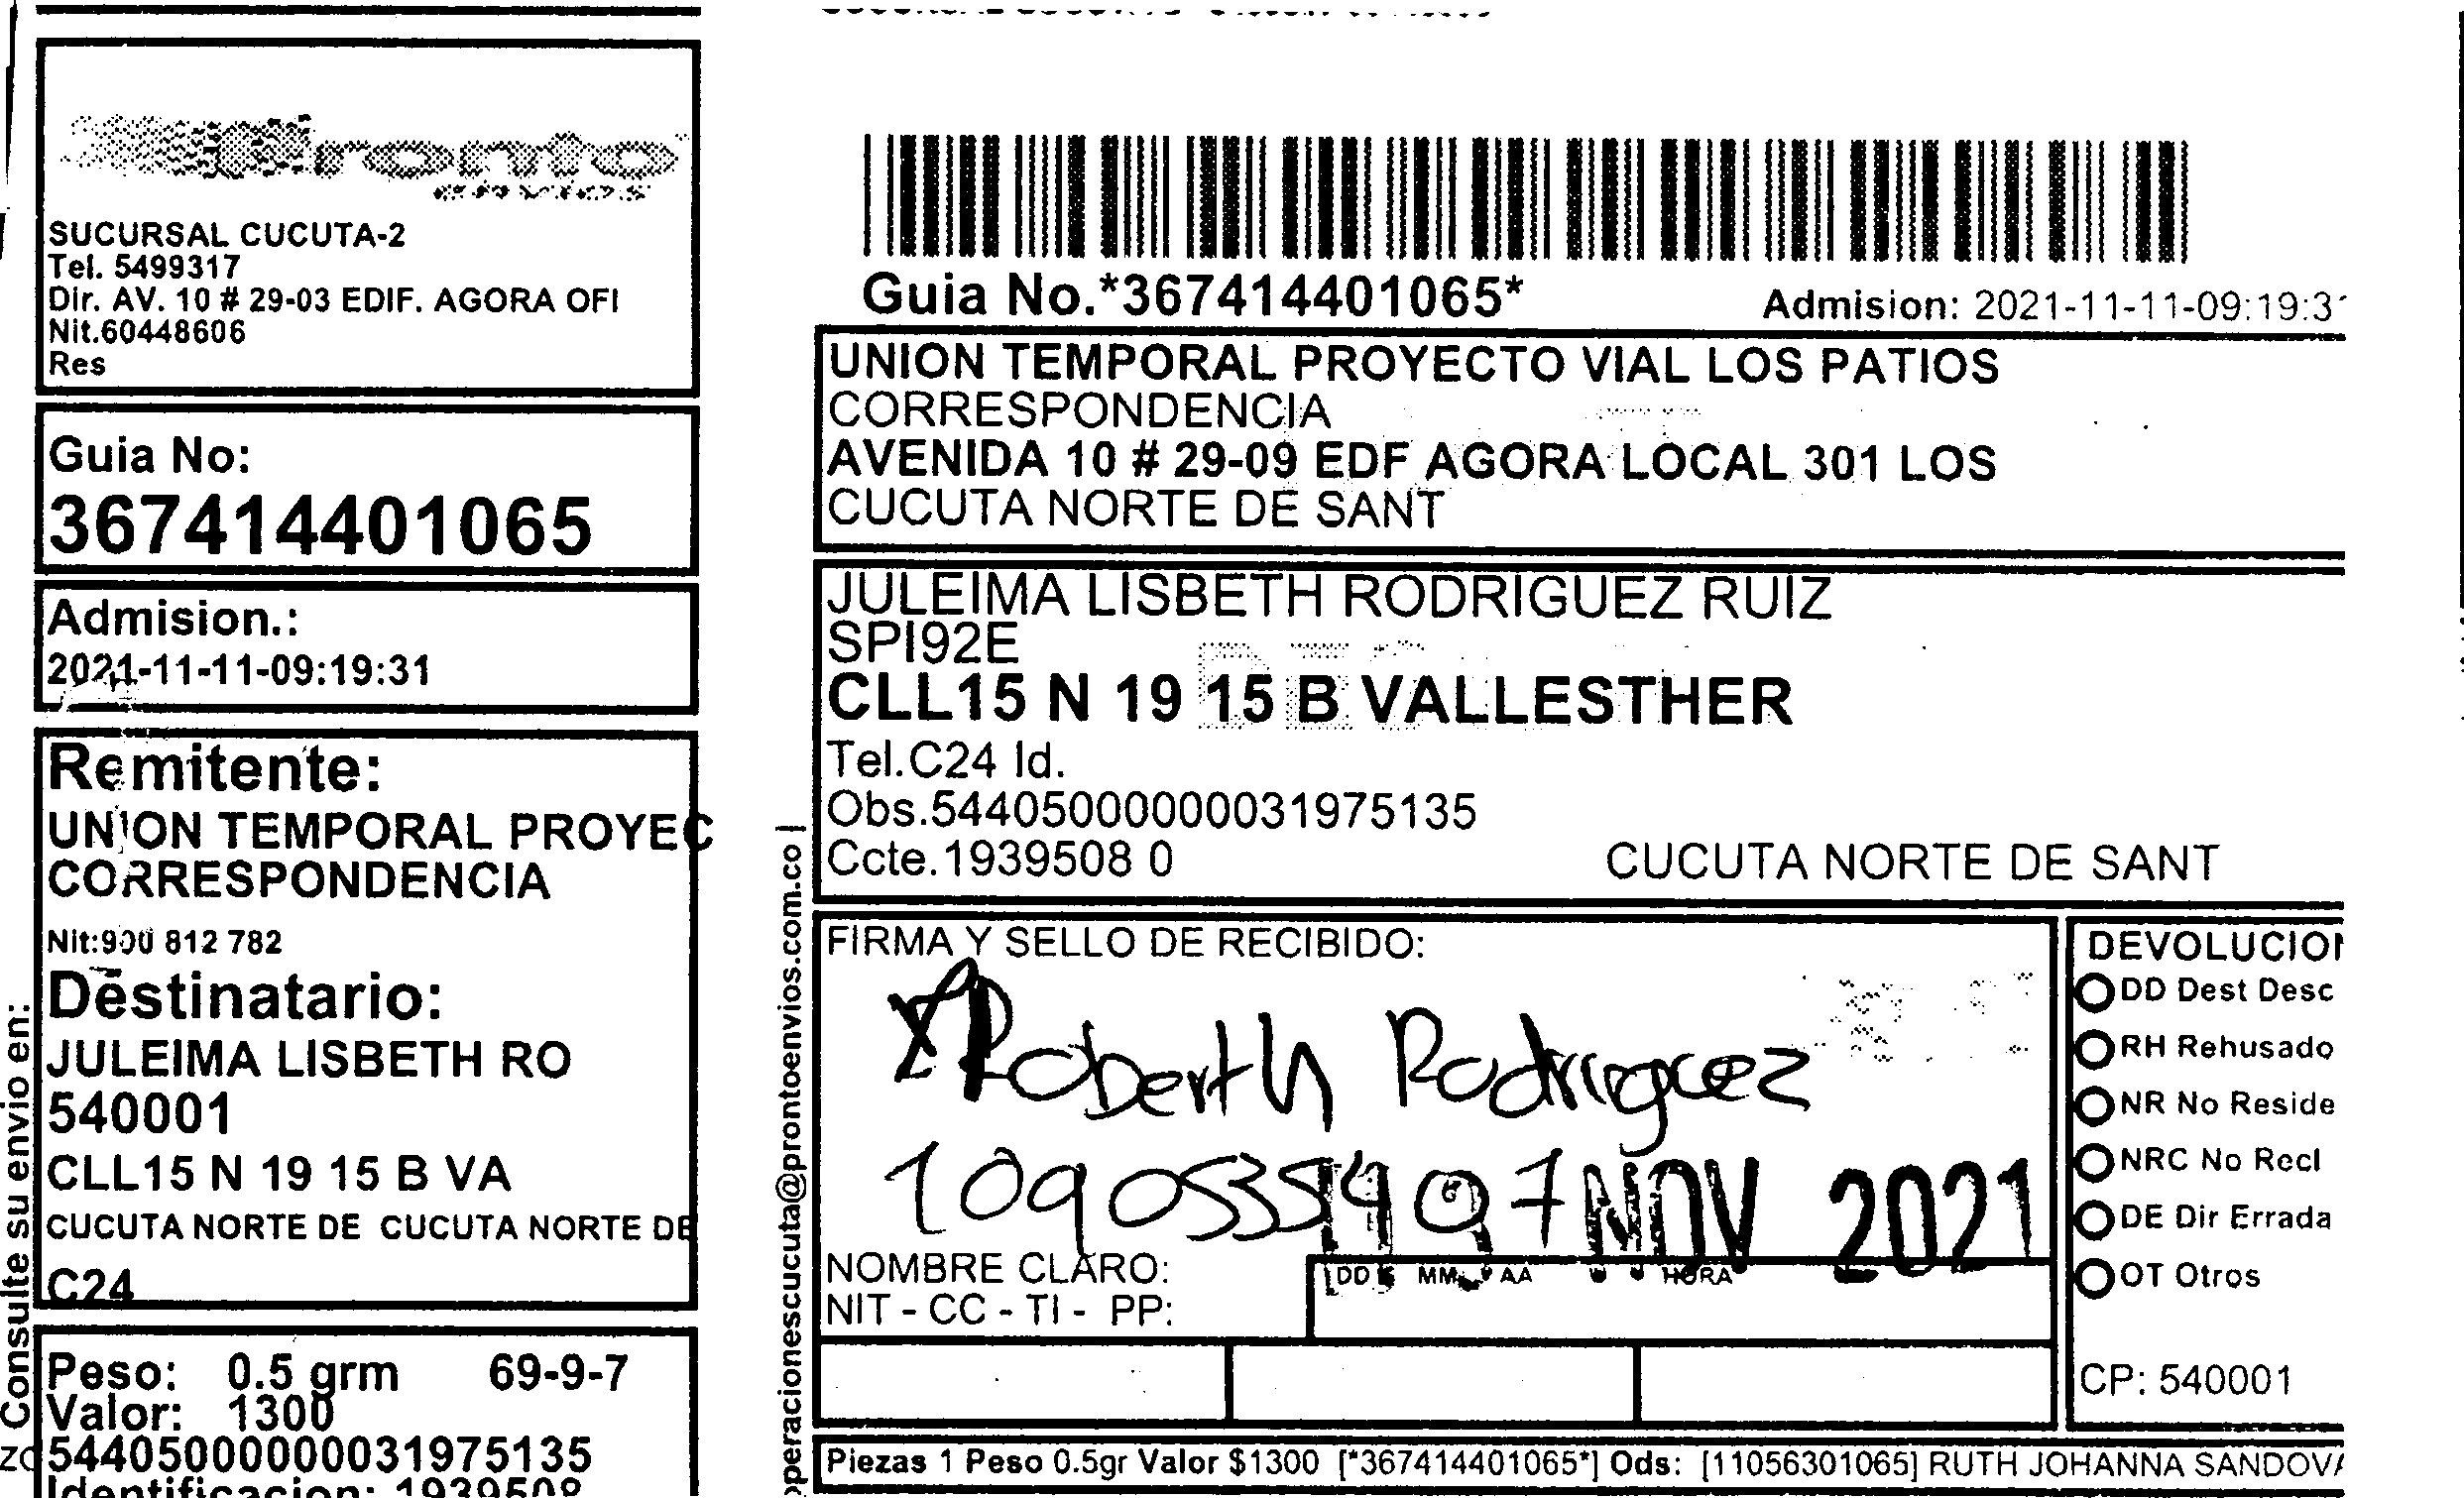 Pronto
envios
SUCURSAL CUCUTA-2
Tel. 5499317
Dir. AV. 10 # 29-03 EDIF. AGORA OFI
Nit.60448606
Res
Guia No:
367414401065
Admision.:
2021-11-11-09:19:31
Remitente:
UNION TEMPORAL PROYEC
CORRESPONDENCIA
Nit:900 812 782
Destinatario:
JULEIMA LISBETH RO
540001
CLL15 N 19 15 B VA
CUCUTA NORTE DE CUCUTA NORTE DE
C24
Peso: 0.5 grm 69-9-7
Valor: 1300
544050000000031975135
Identificacion: 1939508
Consulte su envio en:
operacionescucuta@prontoenvios.com.co |
Guia No.*367414401065*
Admision: 2021-11-11-09:19:31
UNION TEMPORAL PROYECTO VIAL LOS PATIOS
CORRESPONDENCIA
AVENIDA 10 # 29-09 EDF AGORA LOCAL 301 LOS
CUCUTA NORTE DE SANT
JULEIMA LISBETH RODRIGUEZ RUIZ
SPI92E
CLL15 N 19 15 B VALLESTHER
Tel.C24 Id.
Obs.544050000000031975135
Ccte.1939508 0
CUCUTA NORTE DE SANT
FIRMA Y SELLO DE RECIBIDO:
Roberth Rodriguez
NOV 2021
NOMBRE CLARO:
NIT - CC - TI - PP:
DD MM AA HORA
DEVOLUCION
DD Dest Desc
RH Rehusado
NR No Reside
NRC No Recl
DE Dir Errada
OT Otros
CP: 540001
Piezas 1 Peso 0.5gr Valor $1300 [*367414401065*] Ods: [11056301065] RUTH JOHANNA SANDOVA